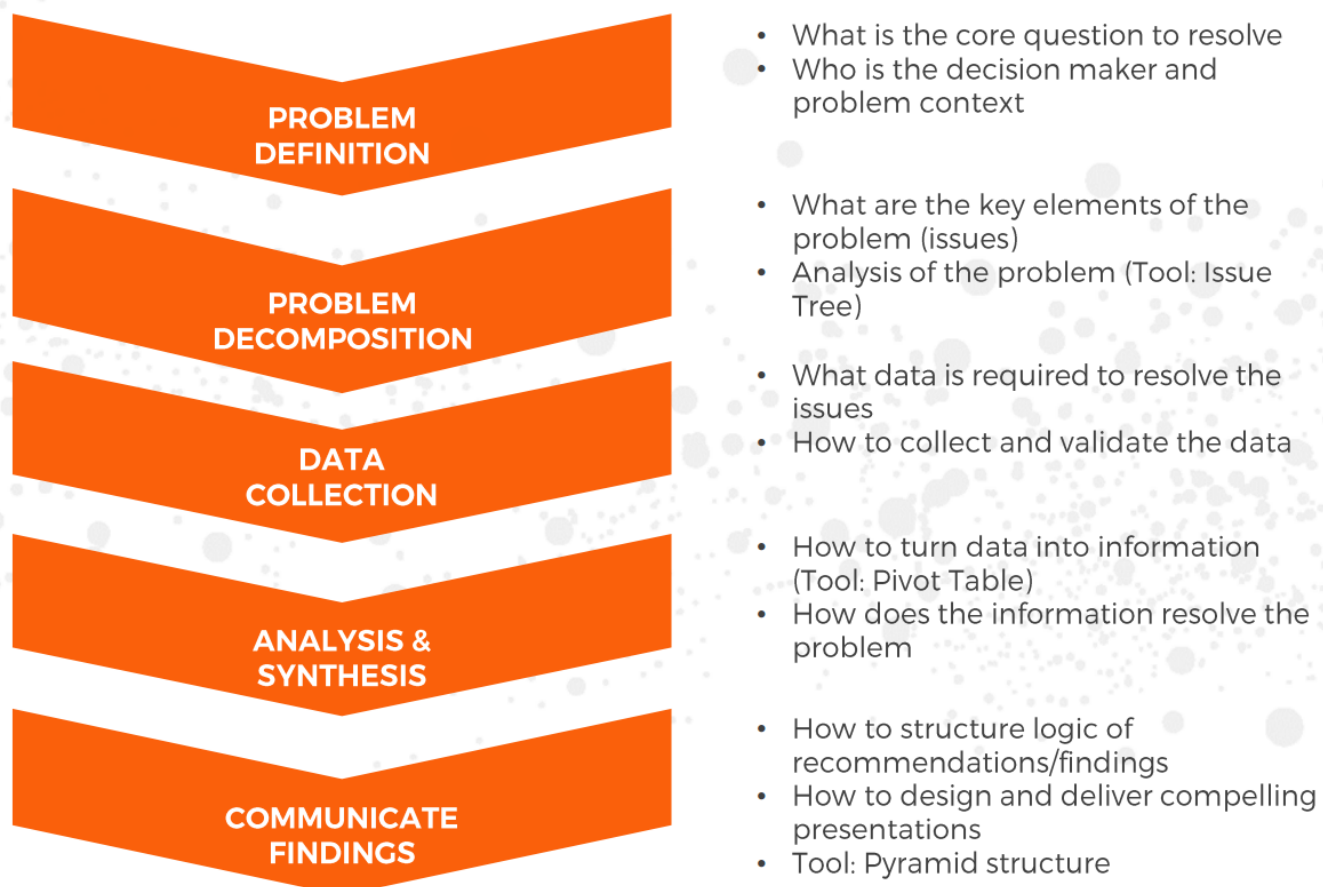 PROBLEM
DEFINITION
• What is the core question to resolve
• Who is the decision maker and
problem context
PROBLEM
DECOMPOSITION
• What are the key elements of the
problem (issues)
• Analysis of the problem (Tool: Issue
Tree)
DATA
COLLECTION
• What data is required to resolve the
issues
• How to collect and validate the data
ANALYSIS &
SYNTHESIS
• How to turn data into information
(Tool: Pivot Table)
• How does the information resolve the
problem
COMMUNICATE
FINDINGS
• How to structure logic of
recommendations/findings
• How to design and deliver compelling
presentations
• Tool: Pyramid structure